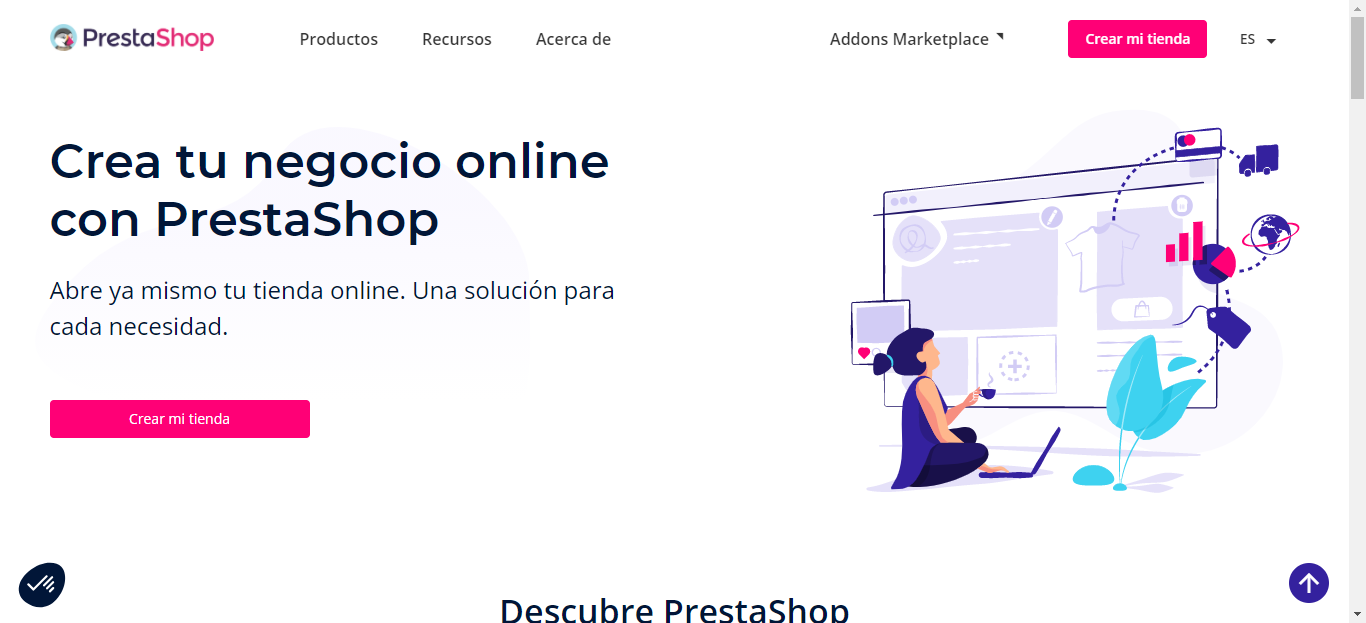 PrestaShop
Productos
Recursos
Acerca de
Addons Marketplace
Crear mi tienda
ES
Crea tu negocio online
con PrestaShop
Abre ya mismo tu tienda online. Una solución para
cada necesidad.
Crear mi tienda
Descubre PrestaShop